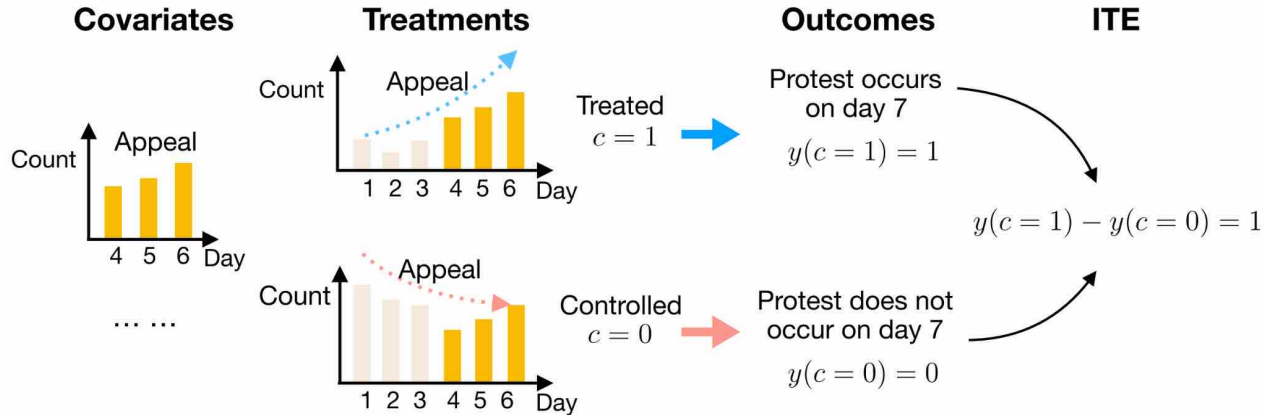 Covariates
Treatments
Outcomes
ITE
Count
Appeal
4 5 6 Day
... ...
Count
Appeal
1 2 3 4 5 6 Day
Treated
c = 1
Protest occurs
on day 7
y(c = 1) = 1
Count
Appeal
1 2 3 4 5 6 Day
Controlled
c = 0
Protest does not
occur on day 7
y(c = 0) = 0
y(c = 1) − y(c = 0) = 1